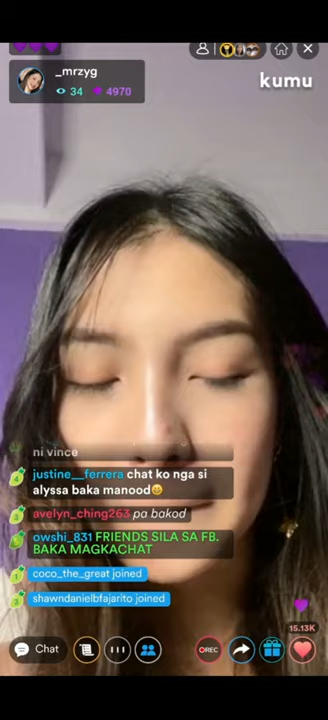 _mrzyg
34 4970
kumu
ni vince
justine__ferrera chat ko nga si
alyssa baka manood
avelyn_ching263 pa bakod
owshi_831 FRIENDS SILA SA FB.
BAKA MAGKACHAT
coco_the_great joined
shawndanielbfajarito joined
15.13K
Chat
REC